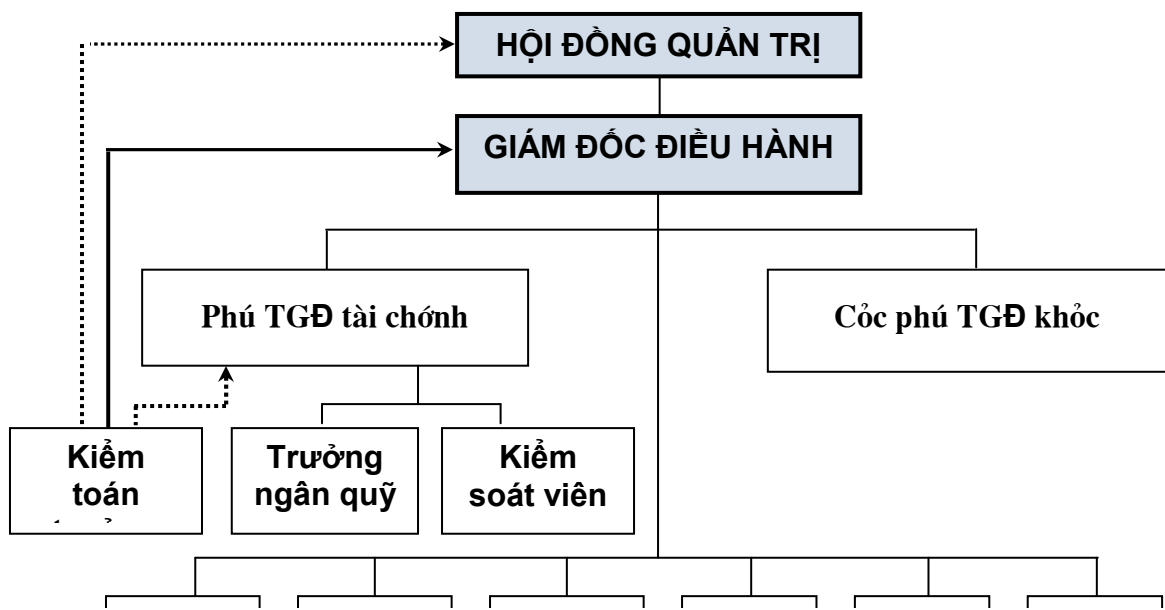 HỘI ĐỒNG QUẢN TRỊ
GIÁM ĐỐC ĐIỀU HÀNH
Phú TGĐ tài chớnh
Cỏc phú TGĐ khỏc
Kiểm
toán
Trưởng
ngân quỹ
Kiểm
soát viên